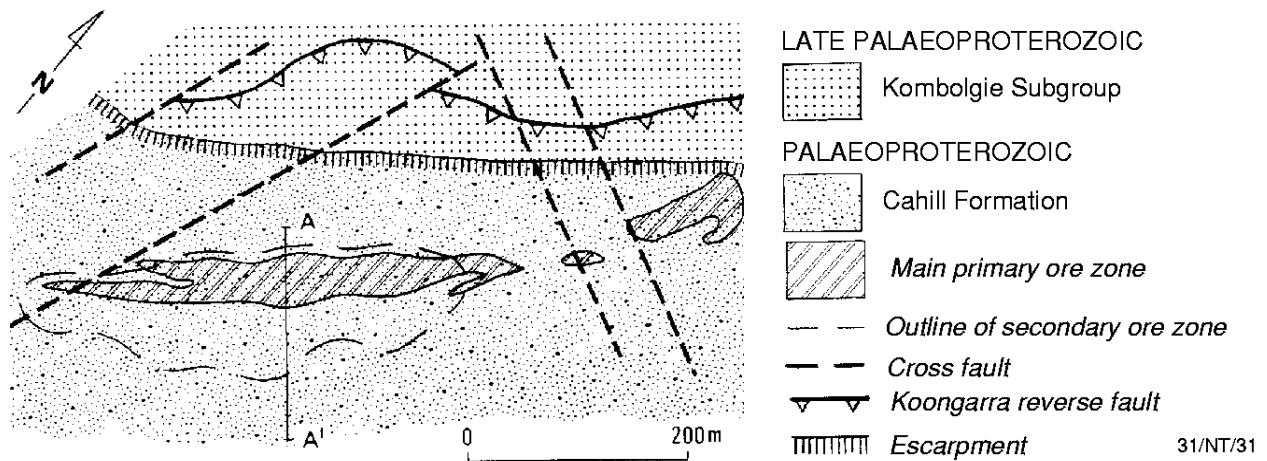 N
A
A'
0 200 m
LATE PALAEOPROTEROZOIC
Kombolgie Subgroup
PALAEOPROTEROZOIC
Cahill Formation
Main primary ore zone
Outline of secondary ore zone
Cross fault
Koongarra reverse fault
Escarpment
31/NT/31